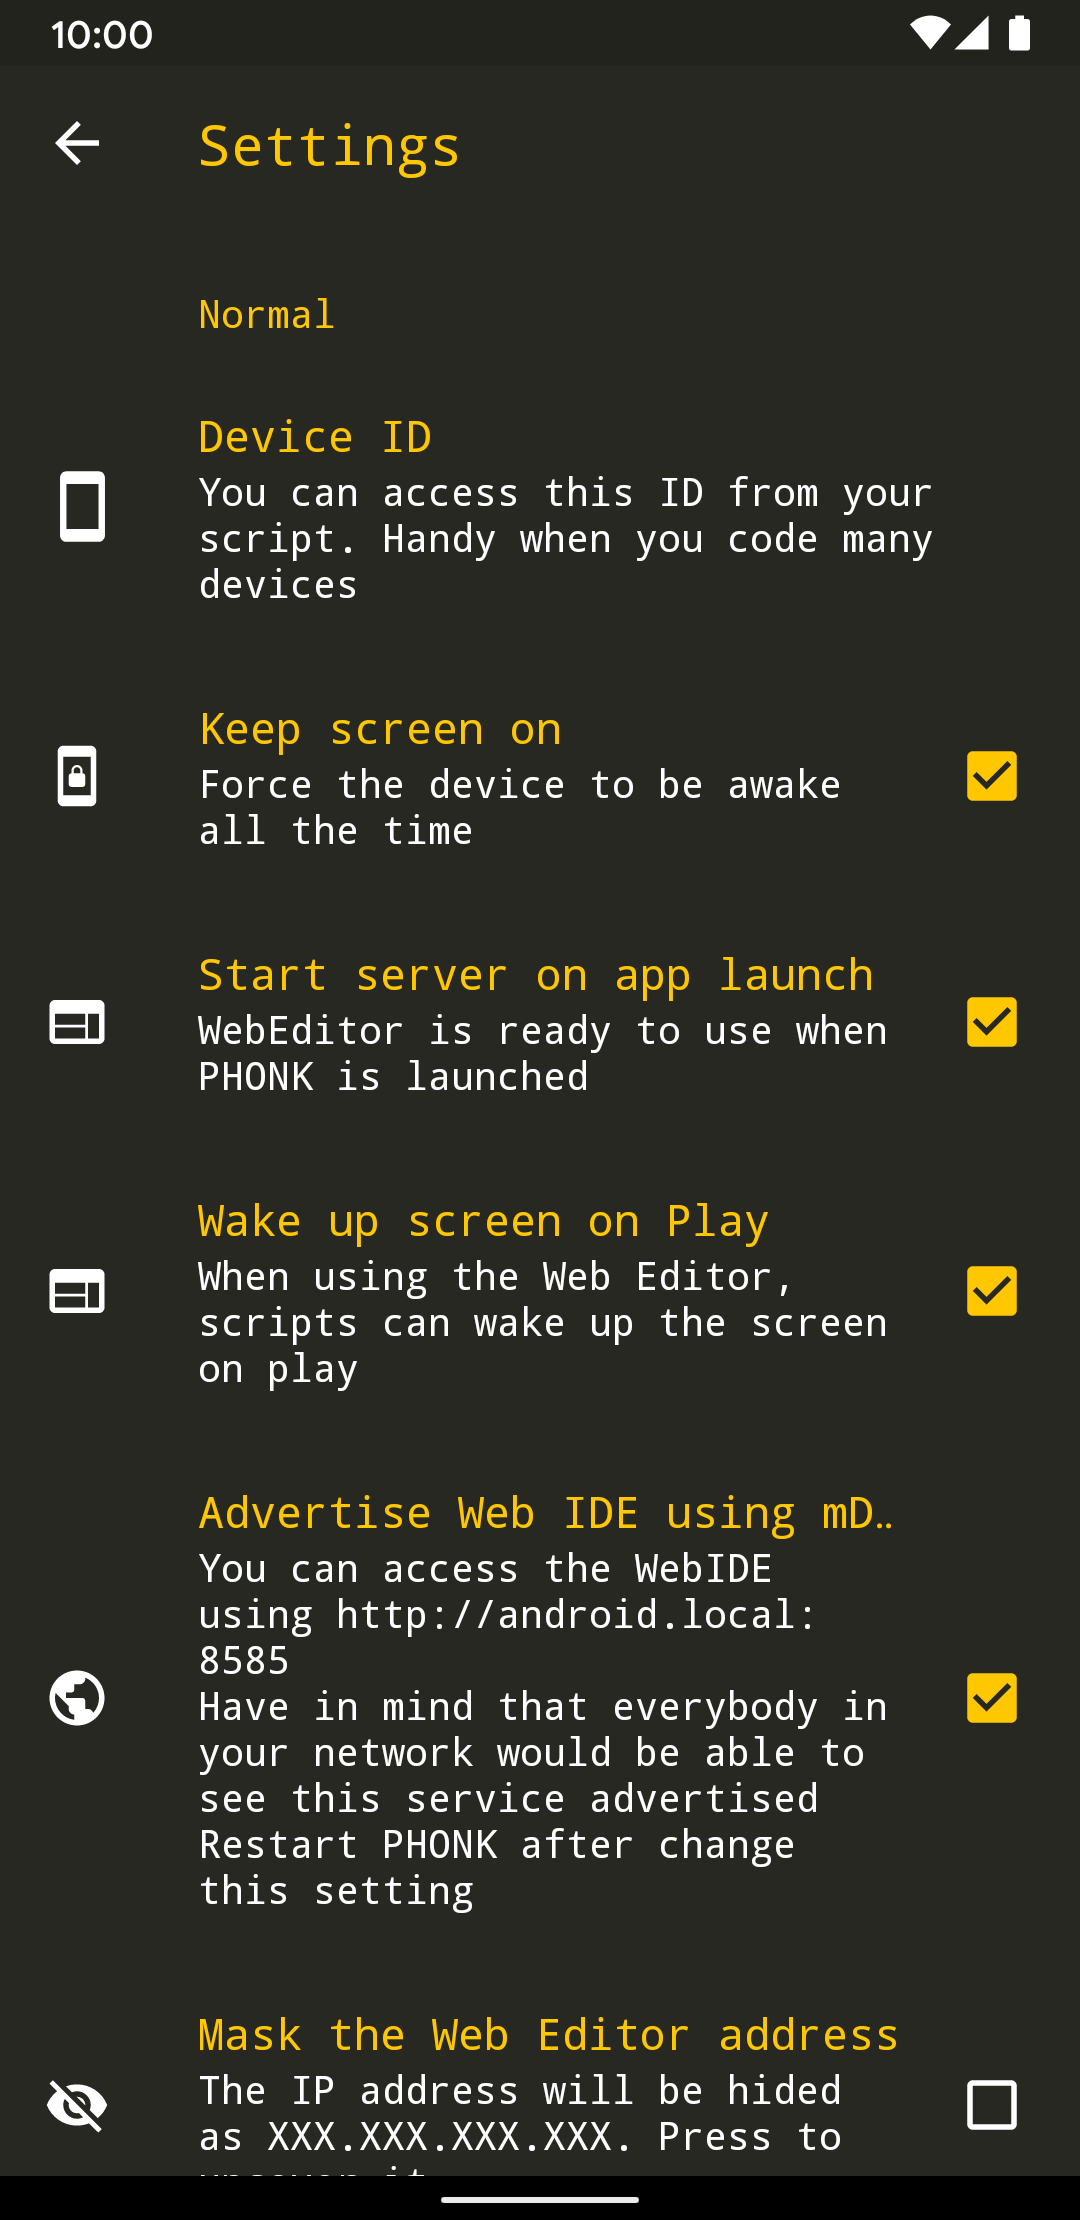 10:00
Settings
Normal
Device ID
You can access this ID from your
script. Handy when you code many
devices
Keep screen on
Force the device to be awake
all the time
Start server on app launch
WebEditor is ready to use when
PHONK is launched
Wake up screen on Play
When using the Web Editor,
scripts can wake up the screen
on play
Advertise Web IDE using mD..
You can access the WebIDE
using http://android.local:
8585
Have in mind that everybody in
your network would be able to
see this service advertised
Restart PHONK after change
this setting
Mask the Web Editor address
The IP address will be hided
as XXX.XXX.XXX.XXX. Press to